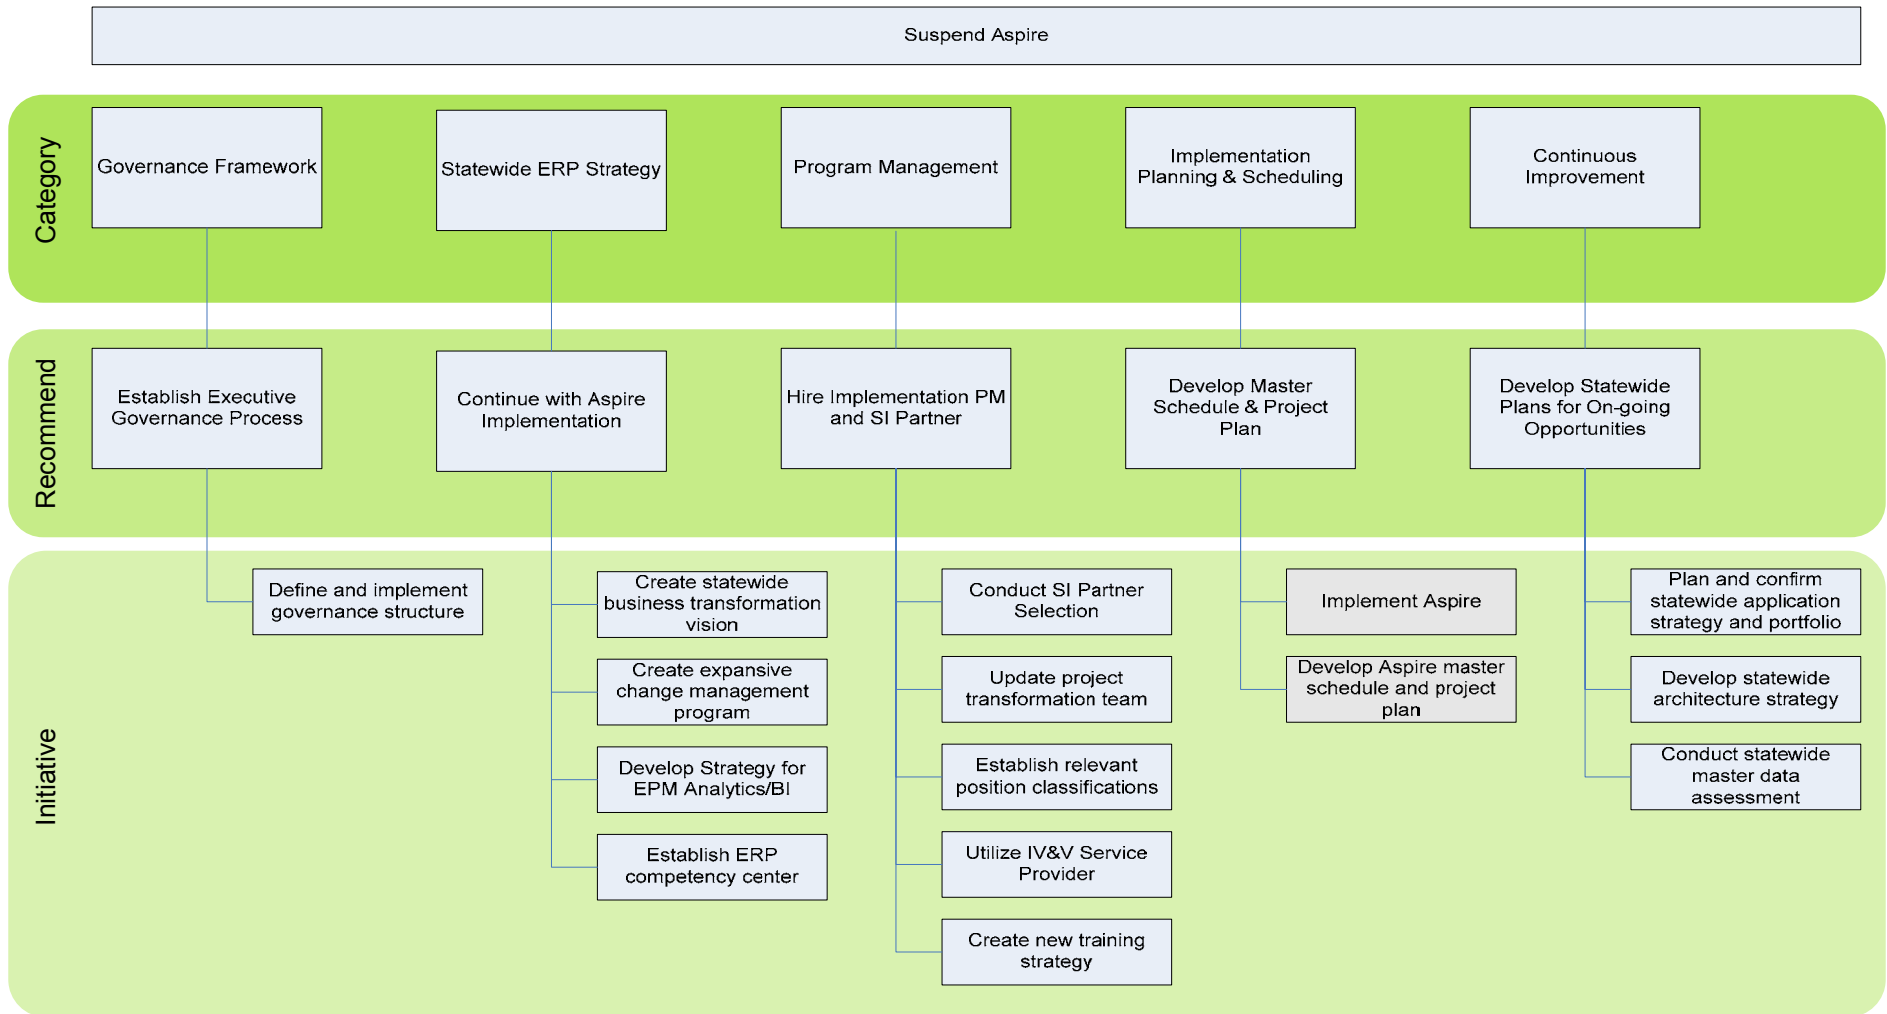 Suspend Aspire
Category
Governance Framework
Statewide ERP Strategy
Program Management
Implementation
Planning & Scheduling
Continuous
Improvement
Recommend
Establish Executive
Governance Process
Continue with Aspire
Implementation
Hire Implementation PM
and SI Partner
Develop Master
Schedule & Project
Plan
Develop Statewide
Plans for On-going
Opportunities
Initiative
Define and implement
governance structure
Create statewide
business transformation
vision
Create expansive
change management
program
Develop Strategy for
EPM Analytics/BI
Establish ERP
competency center
Conduct SI Partner
Selection
Update project
transformation team
Establish relevant
position classifications
Utilize IV&V Service
Provider
Create new training
strategy
Implement Aspire
Develop Aspire master
schedule and project
plan
Plan and confirm
statewide application
strategy and portfolio
Develop statewide
architecture strategy
Conduct statewide
master data
assessment